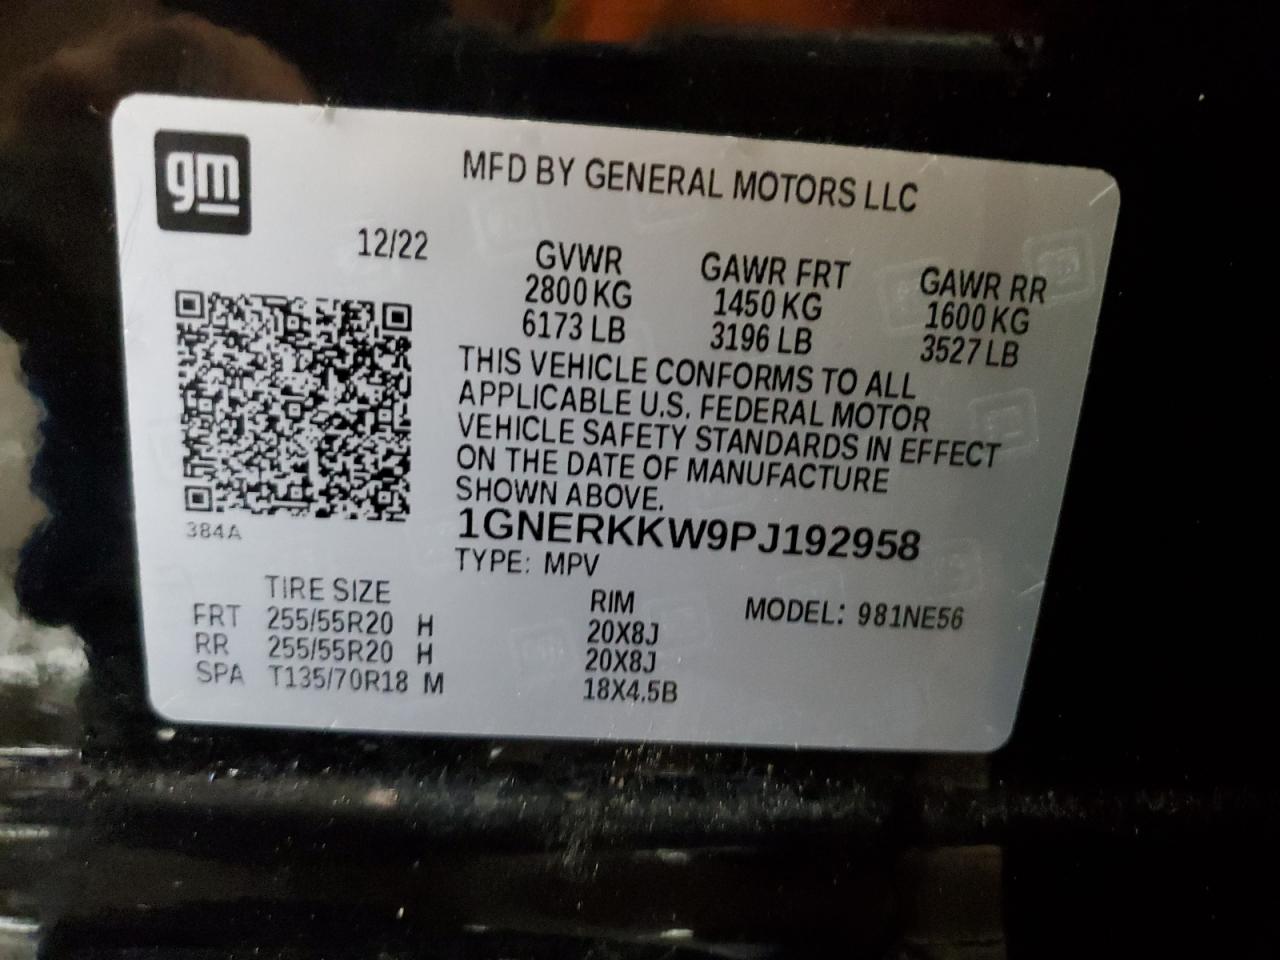 gm
MFD BY GENERAL MOTORS LLC
12/22
GVWR GAWR FRT GAWR RR
2800 KG 1450 KG 1600 KG
6173 LB 3196 LB 3527 LB
THIS VEHICLE CONFORMS TO ALL
APPLICABLE U.S. FEDERAL MOTOR
VEHICLE SAFETY STANDARDS IN EFFECT
ON THE DATE OF MANUFACTURE
SHOWN ABOVE.
384A
1GNERKKW9PJ192958
TYPE: MPV
TIRE SIZE RIM MODEL: 981NE56
FRT 255/55R20 H 20X8J
RR 255/55R20 H 20X8J
SPA T135/70R18 M 18X4.5B